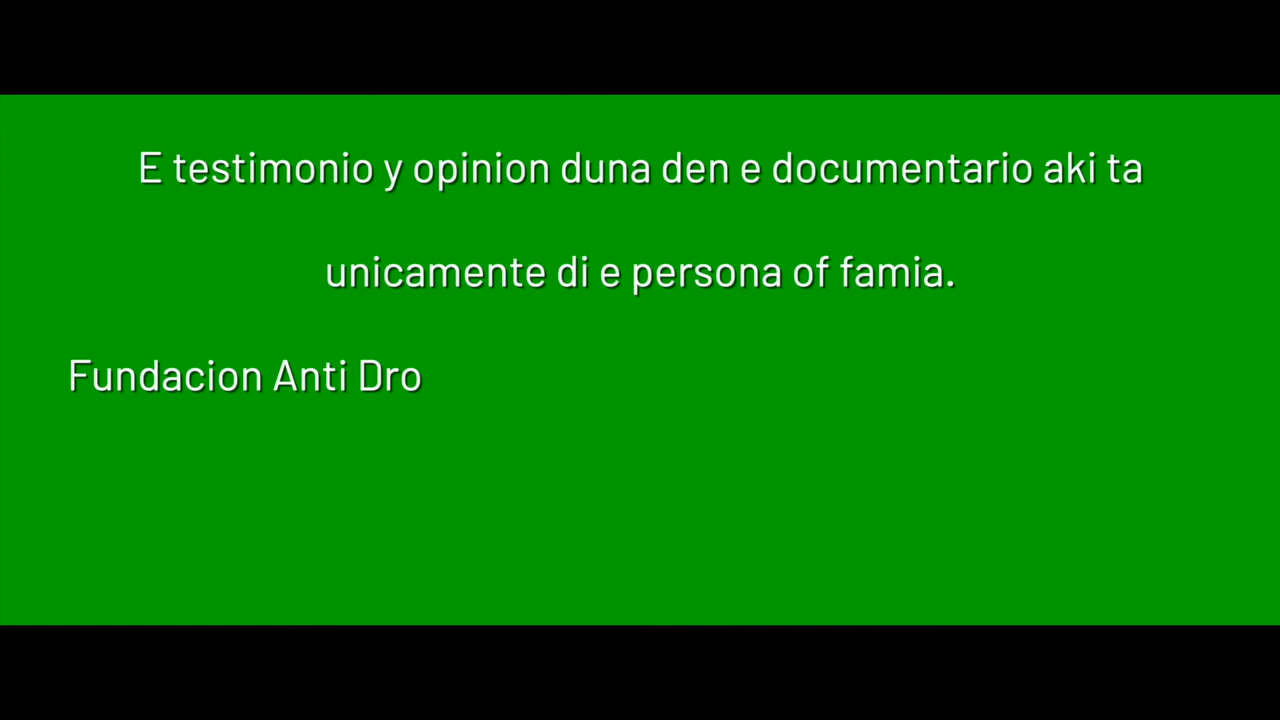 E testimonio y opinion duna den e documentario aki ta
unicamente di e persona of famia.
Fundacion Anti Dro